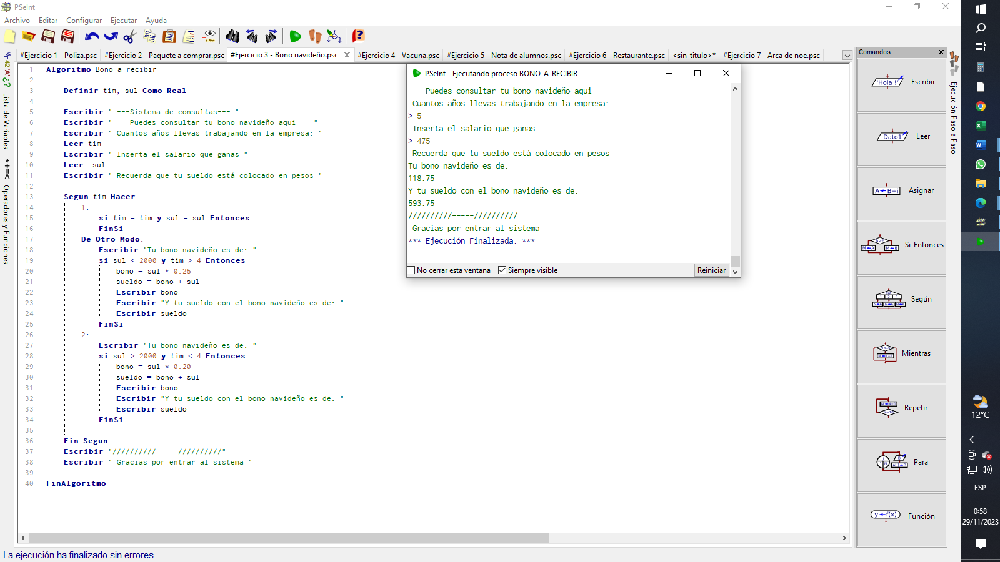 PSeInt
Archivo Editar Configurar Ejecutar Ayuda
#Ejercicio 1 - Poliza.psc #Ejercicio 2 - Paquete a comprar.psc #Ejercicio 3 - Bono navideño.psc #Ejercicio 4 - Vacuna.psc #Ejercicio 5 - Nota de alumnos.psc #Ejercicio 6 - Restaurante.psc <sin_titulo>* #Ejercicio 7 - Arca de noe.psc
Lista de Variables
Operadores y Funciones
1 Algoritmo Bono_a_recibir
2
3 Definir tim, sul Como Real
4
5 Escribir " ---Sistema de consultas--- "
6 Escribir " ---Puedes consultar tu bono navideño aqui--- "
7 Escribir " Cuantos años llevas trabajando en la empresa: "
8 Leer tim
9 Escribir " Inserta el salario que ganas "
10 Leer sul
11 Escribir " Recuerda que tu sueldo está colocado en pesos "
12
13 Segun tim Hacer
14 1:
15 si tim = tim y sul = sul Entonces
16 FinSi
17 De Otro Modo:
18 Escribir "Tu bono navideño es de: "
19 si sul < 2000 y tim > 4 Entonces
20 bono = sul * 0.25
21 sueldo = bono + sul
22 Escribir bono
23 Escribir "Y tu sueldo con el bono navideño es de: "
24 Escribir sueldo
25 FinSi
26 2:
27 Escribir "Tu bono navideño es de: "
28 si sul > 2000 y tim < 4 Entonces
29 bono = sul * 0.20
30 sueldo = bono + sul
31 Escribir bono
32 Escribir "Y tu sueldo con el bono navideño es de: "
33 Escribir sueldo
34 FinSi
35
36 Fin Segun
37 Escribir "//////////-----//////////"
38 Escribir " Gracias por entrar al sistema "
39
40 FinAlgoritmo
PSeInt - Ejecutando proceso BONO_A_RECIBIR
---Puedes consultar tu bono navideño aqui---
Cuantos años llevas trabajando en la empresa:
> 5
Inserta el salario que ganas
> 475
Recuerda que tu sueldo está colocado en pesos
Tu bono navideño es de:
118.75
Y tu sueldo con el bono navideño es de:
593.75
//////////-----//////////
Gracias por entrar al sistema
*** Ejecución Finalizada. ***
No cerrar esta ventana Siempre visible Reiniciar
Comandos
'Hola !' Escribir
Dato1 Leer
A←B+i Asignar
Si-Entonces
Según
Mientras
Repetir
Para
y←f(x) Función
Ejecución Paso a Paso
12°C
ESP
0:58
29/11/2023
La ejecución ha finalizado sin errores.